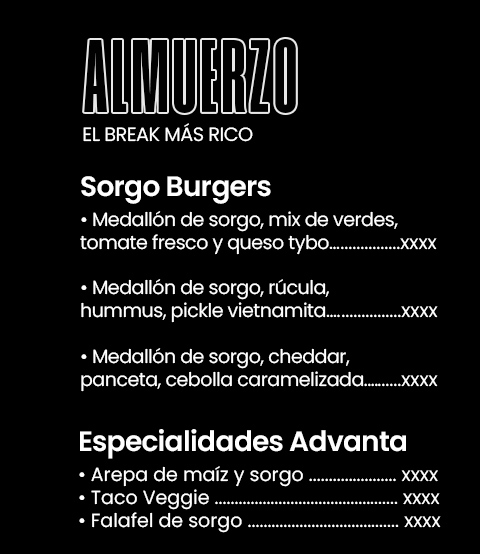 ALMUERZO
EL BREAK MÁS RICO
Sorgo Burgers
• Medallón de sorgo, mix de verdes,
tomate fresco y queso tybo...................xxxx
• Medallón de sorgo, rúcula,
hummus, pickle vietnamita....................xxxx
• Medallón de sorgo, cheddar,
panceta, cebolla caramelizada..........xxxx
Especialidades Advanta
• Arepa de maíz y sorgo ....................... xxxx
• Taco Veggie ................................................ xxxx
• Falafel de sorgo ........................................ xxxx